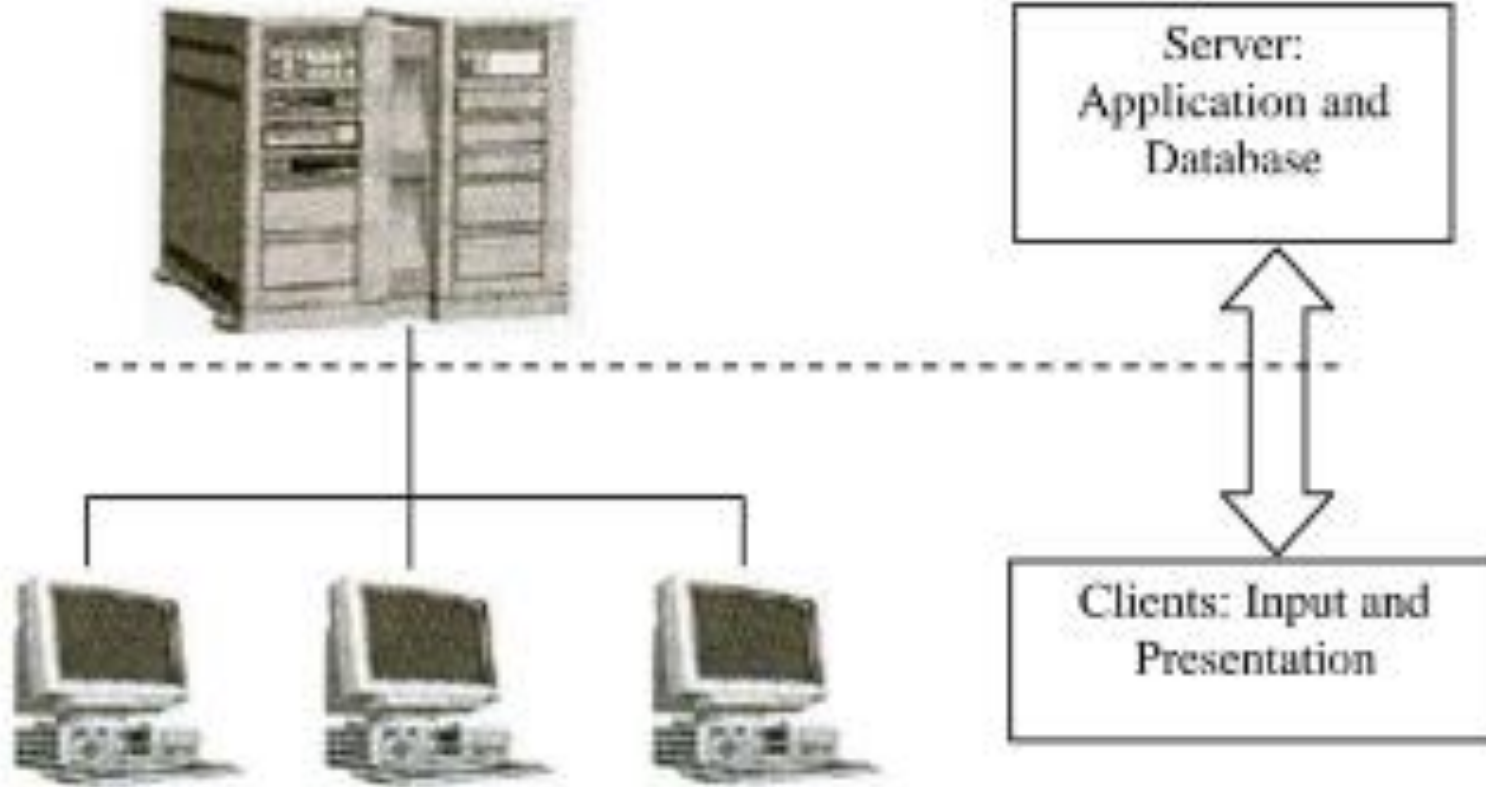 Server:
Application and
Database
Clients: Input and
Presentation